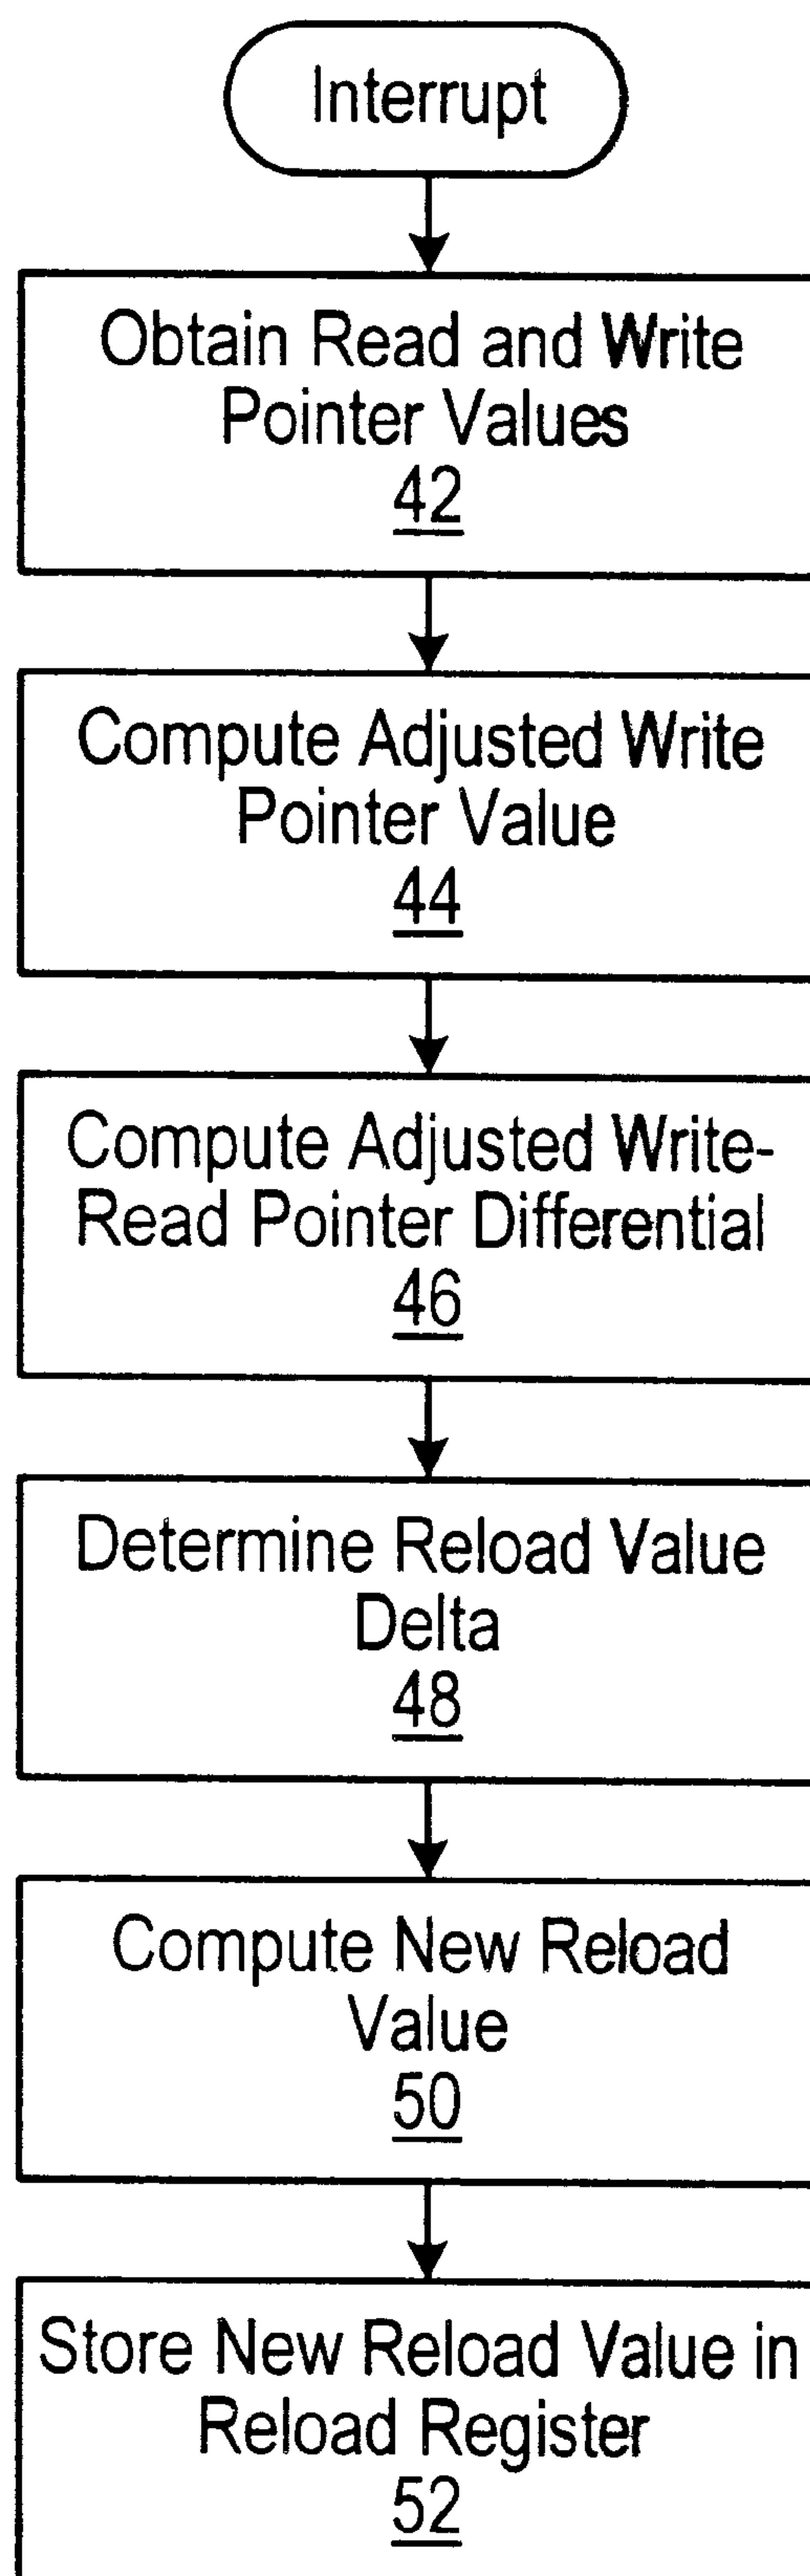 Interrupt
Obtain Read and Write
Pointer Values
42
Compute Adjusted Write
Pointer Value
44
Compute Adjusted Write-
Read Pointer Differential
46
Determine Reload Value
Delta
48
Compute New Reload
Value
50
Store New Reload Value in
Reload Register
52